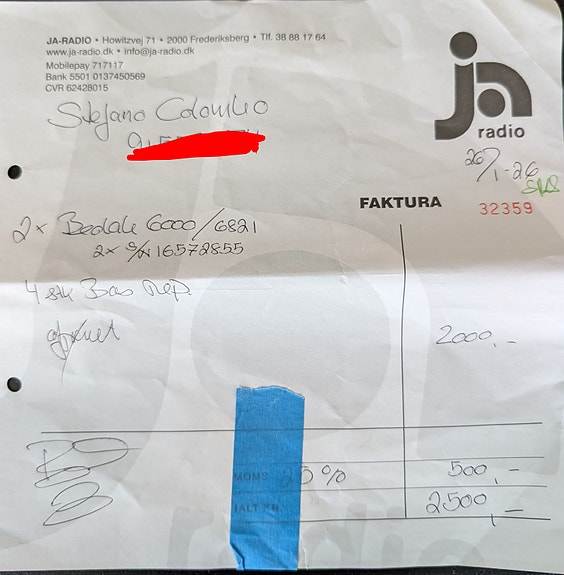 JA-RADIO • Howitzvej 71 • 2000 Frederiksberg • Tlf. 38 88 17 64
www.ja-radio.dk • info@ja-radio.dk
Mobilepay 717117
Bank 5501 0137450569
CVR 62428015
ja
radio
Stefano Colombo
26/1-26
SMS
FAKTURA
32359
2x 6000/6821
2x S/N 16572855
4 stk Bas Rep.
2000,-
MOMS 25%
500,-
IALT KR.
2500,-